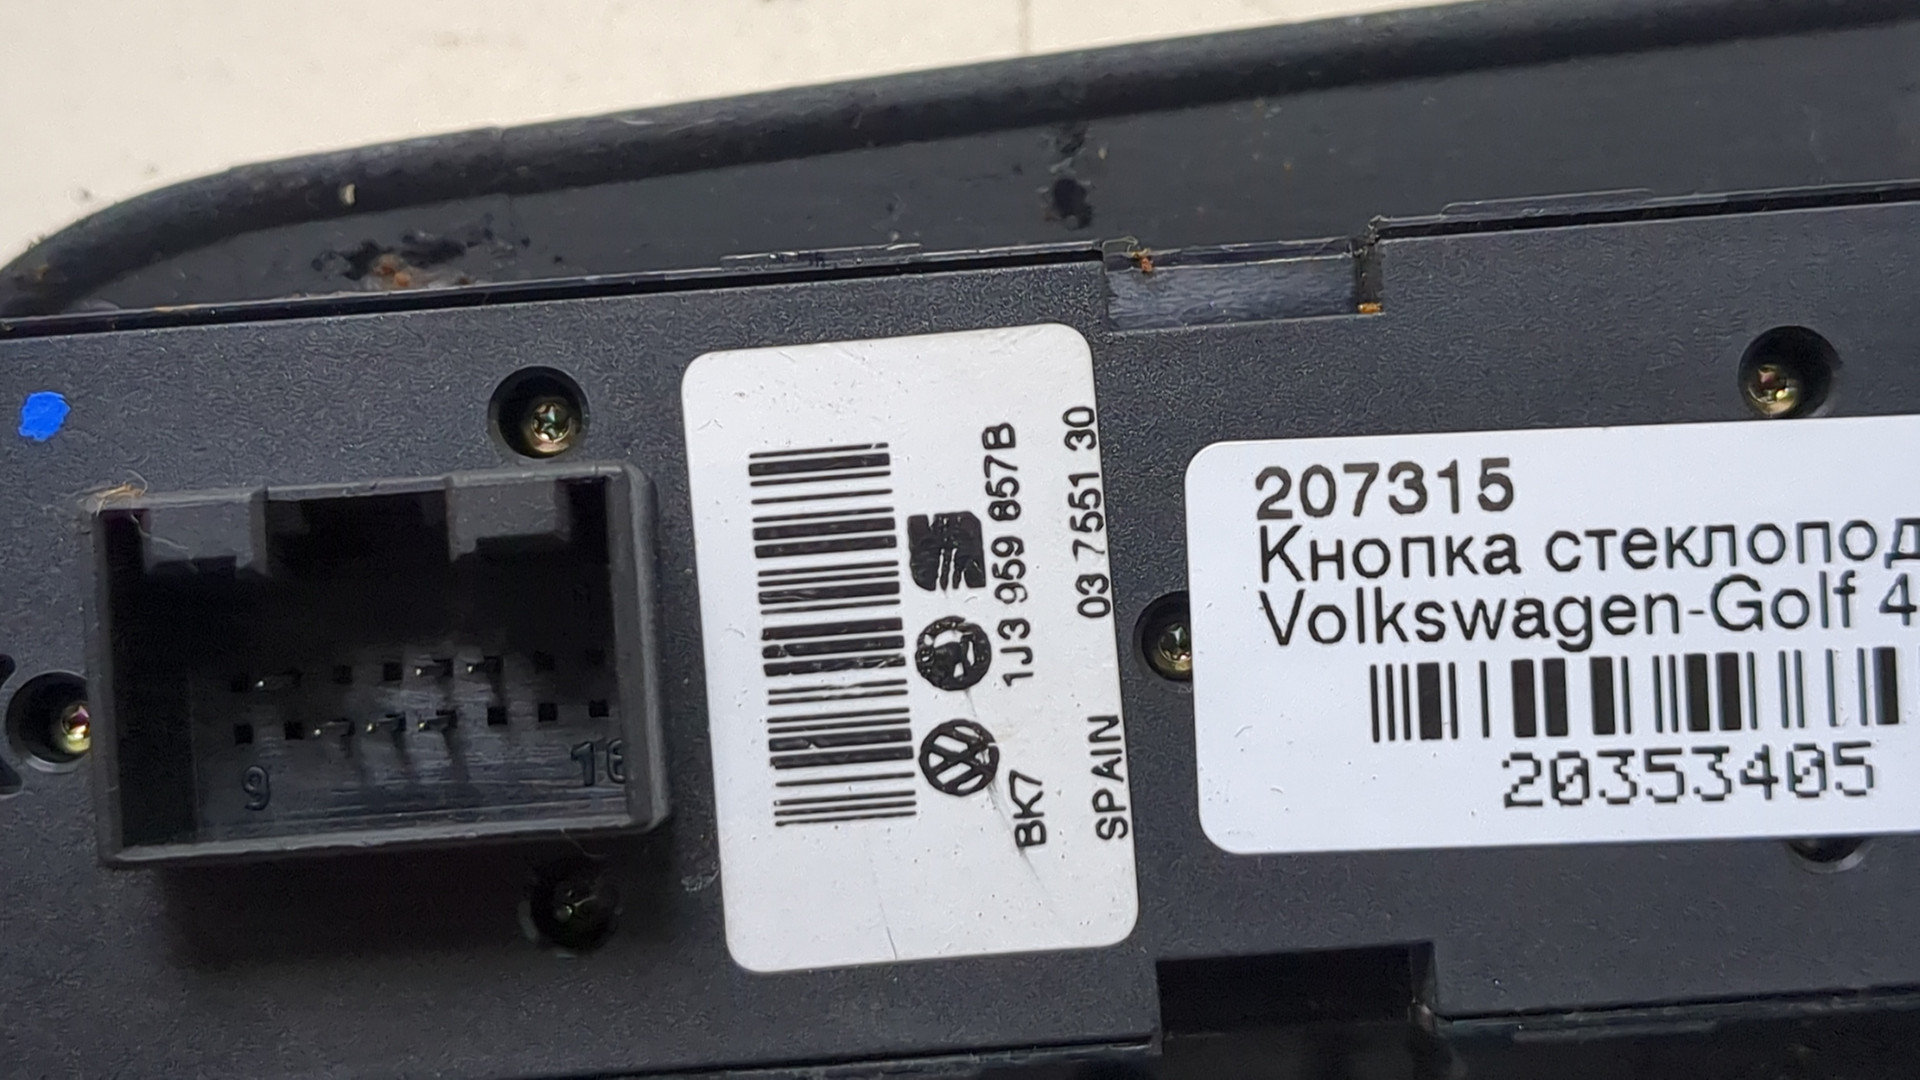 1J3 959 857B
BK7
03 7551 30
SPAIN
9
16
207315
Кнопка стеклопод
Volkswagen-Golf 4
20353405